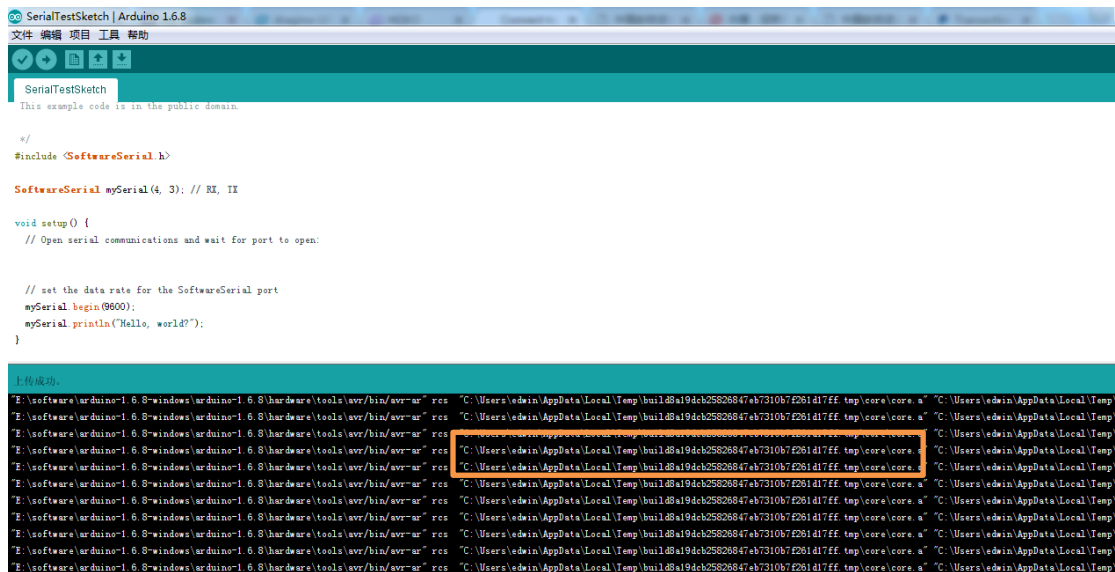 SerialTestSketch | Arduino 1.6.8
文件 编辑 项目 工具 帮助
SerialTestSketch
This example code is in the public domain.
*/
#include <SoftwareSerial.h>
SoftwareSerial mySerial(4, 3); // RX, TX
void setup() {
// Open serial communications and wait for port to open:
// set the data rate for the SoftwareSerial port
mySerial.begin(9600);
mySerial.println("Hello, world?");
}
上传成功。
"E:\software\arduino-1.6.8-windows\arduino-1.6.8\hardware\tools\avr/bin/avr-ar" rcs "C:\Users\edwin\AppData\Local\Temp\build8a19dcb25826847eb7310b7f261d17ff.tmp\core\core.a" "C:\Users\edwin\AppData\Local\Temp\
"E:\software\arduino-1.6.8-windows\arduino-1.6.8\hardware\tools\avr/bin/avr-ar" rcs "C:\Users\edwin\AppData\Local\Temp\build8a19dcb25826847eb7310b7f261d17ff.tmp\core\core.a" "C:\Users\edwin\AppData\Local\Temp\
"E:\software\arduino-1.6.8-windows\arduino-1.6.8\hardware\tools\avr/bin/avr-ar" rcs "C:\Users\edwin\AppData\Local\Temp\build8a19dcb25826847eb7310b7f261d17ff.tmp\core\core.a" "C:\Users\edwin\AppData\Local\Temp\
"E:\software\arduino-1.6.8-windows\arduino-1.6.8\hardware\tools\avr/bin/avr-ar" rcs "C:\Users\edwin\AppData\Local\Temp\build8a19dcb25826847eb7310b7f261d17ff.tmp\core\core.a" "C:\Users\edwin\AppData\Local\Temp\
"E:\software\arduino-1.6.8-windows\arduino-1.6.8\hardware\tools\avr/bin/avr-ar" rcs "C:\Users\edwin\AppData\Local\Temp\build8a19dcb25826847eb7310b7f261d17ff.tmp\core\core.a" "C:\Users\edwin\AppData\Local\Temp\
"E:\software\arduino-1.6.8-windows\arduino-1.6.8\hardware\tools\avr/bin/avr-ar" rcs "C:\Users\edwin\AppData\Local\Temp\build8a19dcb25826847eb7310b7f261d17ff.tmp\core\core.a" "C:\Users\edwin\AppData\Local\Temp\
"E:\software\arduino-1.6.8-windows\arduino-1.6.8\hardware\tools\avr/bin/avr-ar" rcs "C:\Users\edwin\AppData\Local\Temp\build8a19dcb25826847eb7310b7f261d17ff.tmp\core\core.a" "C:\Users\edwin\AppData\Local\Temp\
"E:\software\arduino-1.6.8-windows\arduino-1.6.8\hardware\tools\avr/bin/avr-ar" rcs "C:\Users\edwin\AppData\Local\Temp\build8a19dcb25826847eb7310b7f261d17ff.tmp\core\core.a" "C:\Users\edwin\AppData\Local\Temp\
"E:\software\arduino-1.6.8-windows\arduino-1.6.8\hardware\tools\avr/bin/avr-ar" rcs "C:\Users\edwin\AppData\Local\Temp\build8a19dcb25826847eb7310b7f261d17ff.tmp\core\core.a" "C:\Users\edwin\AppData\Local\Temp\
"E:\software\arduino-1.6.8-windows\arduino-1.6.8\hardware\tools\avr/bin/avr-ar" rcs "C:\Users\edwin\AppData\Local\Temp\build8a19dcb25826847eb7310b7f261d17ff.tmp\core\core.a" "C:\Users\edwin\AppData\Local\Temp\
"E:\software\arduino-1.6.8-windows\arduino-1.6.8\hardware\tools\avr/bin/avr-ar" rcs "C:\Users\edwin\AppData\Local\Temp\build8a19dcb25826847eb7310b7f261d17ff.tmp\core\core.a" "C:\Users\edwin\AppData\Local\Temp\